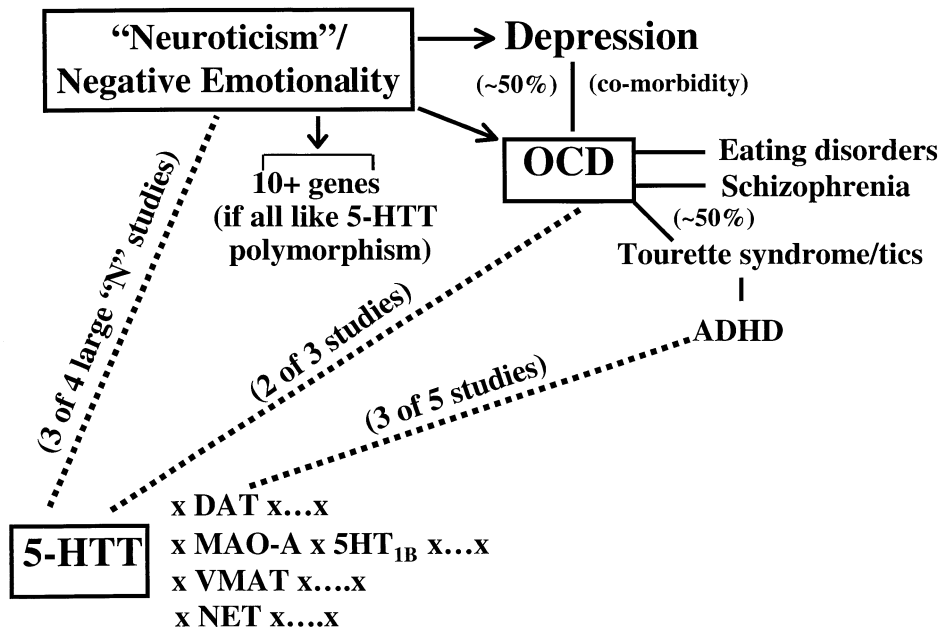 “Neuroticism”/
Negative Emotionality
Depression
(~50%)
(co-morbidity)
OCD
Eating disorders
Schizophrenia
(~50%)
Tourette syndrome/tics
ADHD
10+ genes
(if all like 5-HTT
polymorphism)
(3 of 4 large “N” studies)
(2 of 3 studies)
(3 of 5 studies)
5-HTT
x DAT x…x
x MAO-A x 5HT1B x…x
x VMAT x….x
x NET x….x